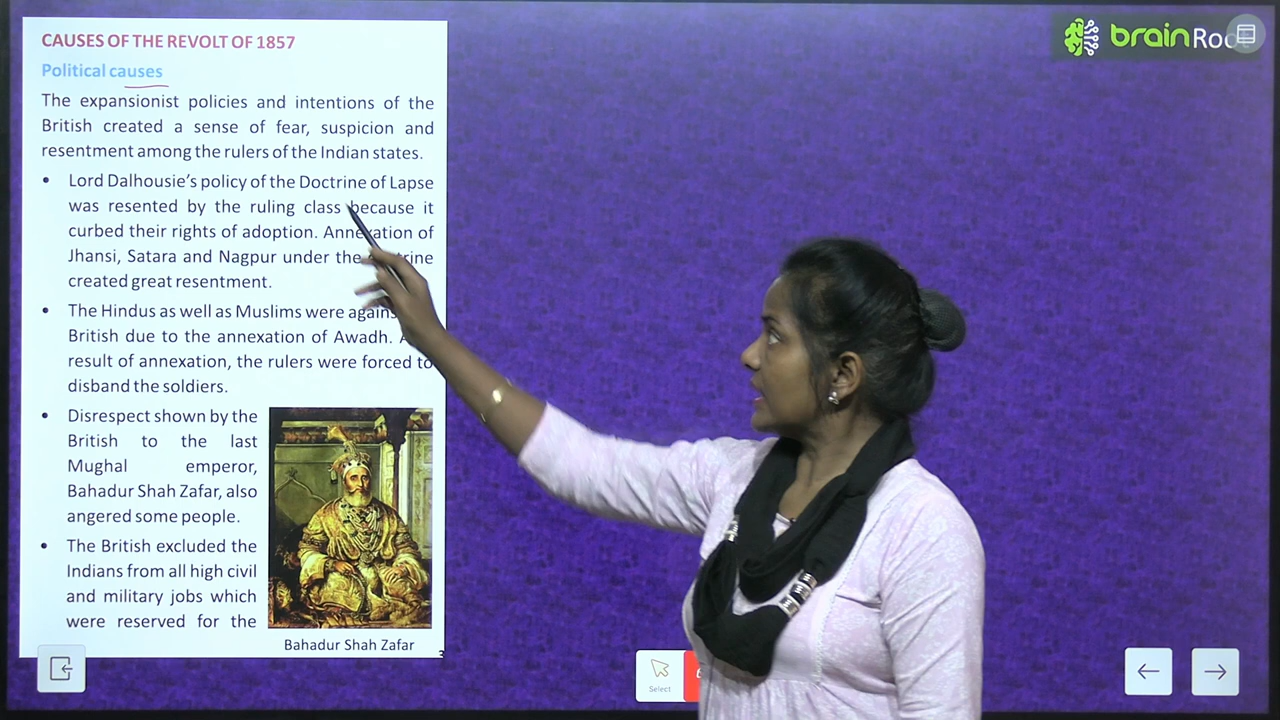 CAUSES OF THE REVOLT OF 1857
Political causes
The expansionist policies and intentions of the
British created a sense of fear, suspicion and
resentment among the rulers of the Indian states.
• Lord Dalhousie's policy of the Doctrine of Lapse
was resented by the ruling class because it
curbed their rights of adoption. Annexation of
Jhansi, Satara and Nagpur under the
created great resentment.
• The Hindus as well as Muslims were
British due to the annexation of Awadh.
result of annexation, the rulers were forced to
disband the soldiers.
• Disrespect shown by the
British to the last
Mughal emperor,
Bahadur Shah Zafar, also
angered some people.
• The British excluded the
Indians from all high civil
and military jobs which
were reserved for the
Bahadur Shah Zafar
3
brain
Select